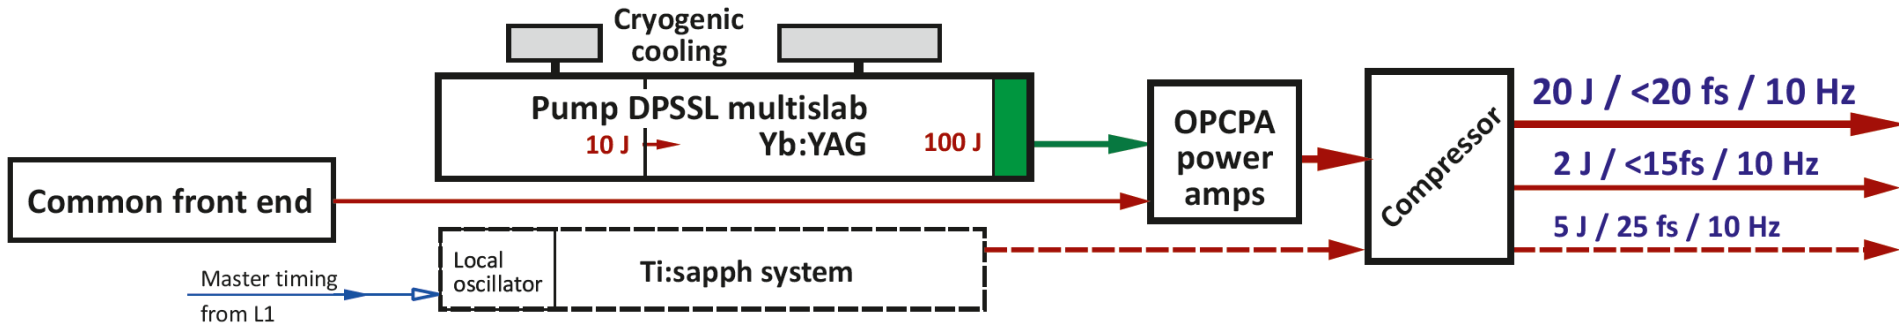 Cryogenic
cooling
Pump DPSSL multislab
10 J
Yb:YAG
100 J
Common front end
OPCPA
power
amps
Compressor
20 J / <20 fs / 10 Hz
2 J / <15fs / 10 Hz
5 J / 25 fs / 10 Hz
Local
oscillator
Ti:sapph system
Master timing
from L1